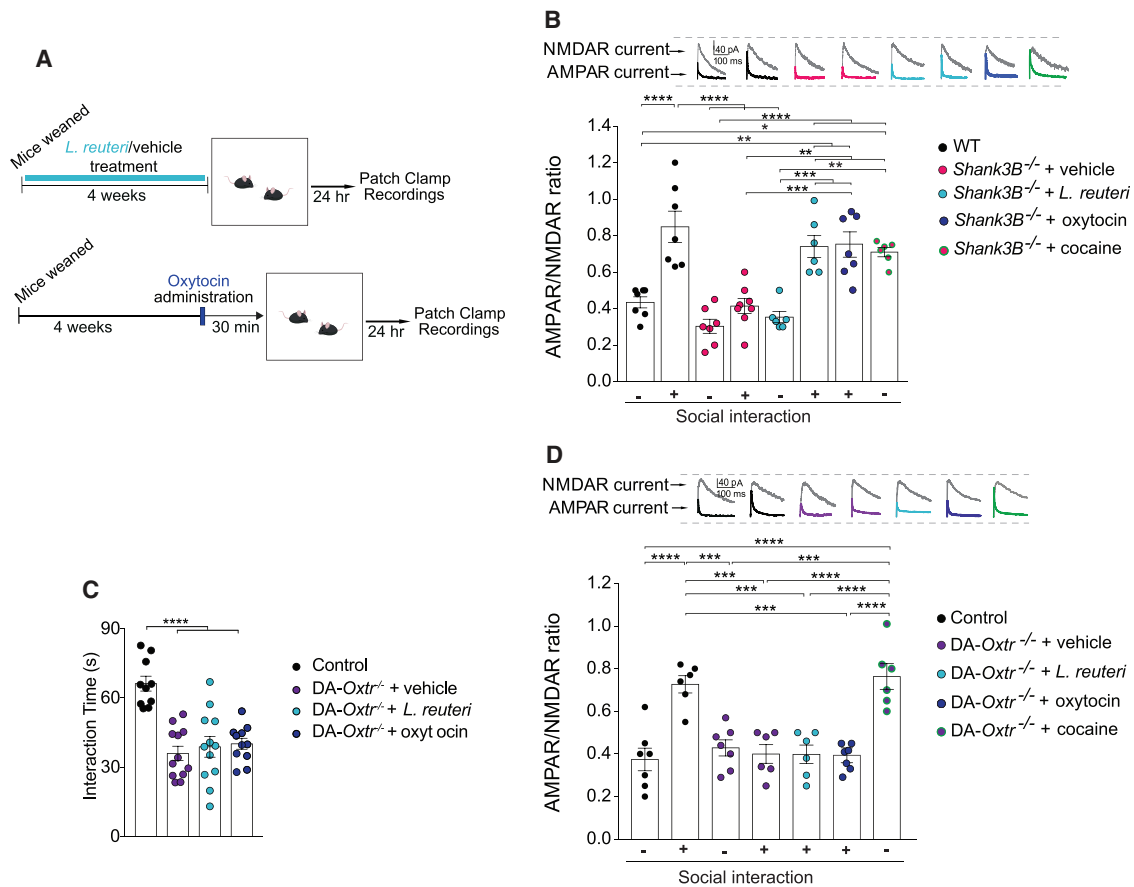 A
Mice weaned
L. reuteri/vehicle
treatment
4 weeks
24 hr
Patch Clamp
Recordings
Mice weaned
Oxytocin
administration
4 weeks
30 min
24 hr
Patch Clamp
Recordings
B
NMDAR current
AMPAR current
40 pA
100 ms
**** ****
****
*
**
**
**
***
***
AMPAR/NMDAR ratio
1.4
1.2
1.0
0.8
0.6
0.4
0.2
0.0
- + - + - + + -
Social interaction
WT
Shank3B-/- + vehicle
Shank3B-/- + L. reuteri
Shank3B-/- + oxytocin
Shank3B-/- + cocaine
C
****
Interaction Time (s)
90
60
30
0
Control
DA-Oxtr-/- + vehicle
DA-Oxtr-/- + L. reuteri
DA-Oxtr-/- + oxyt ocin
D
NMDAR current
AMPAR current
40 pA
100 ms
****
**** *** ***
*** ****
*** ****
*** ****
AMPAR/NMDAR ratio
1.2
1.0
0.8
0.6
0.4
0.2
0.0
- + - + + + -
Social interaction
Control
DA-Oxtr -/- + vehicle
DA-Oxtr -/- + L. reuteri
DA-Oxtr -/- + oxytocin
DA-Oxtr -/- + cocaine